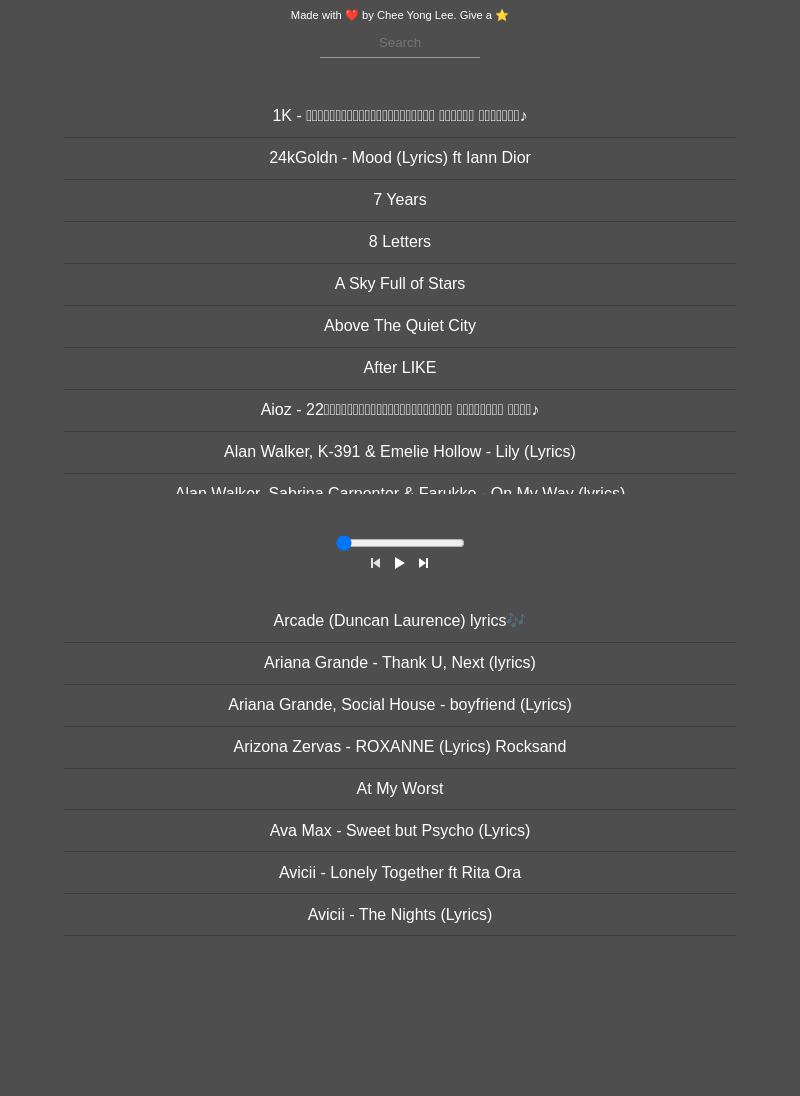 Made with ❤️ by Chee Yong Lee. Give a ⭐
Search
1K - ♪
24kGoldn - Mood (Lyrics) ft Iann Dior
7 Years
8 Letters
A Sky Full of Stars
Above The Quiet City
After LIKE
Aioz - 22 ♪
Alan Walker, K-391 & Emelie Hollow - Lily (Lyrics)
Alan Walker, Sabrina Carpenter & Farukko - On My Way (lyrics)
Arcade (Duncan Laurence) lyrics🎶
Ariana Grande - Thank U, Next (lyrics)
Ariana Grande, Social House - boyfriend (Lyrics)
Arizona Zervas - ROXANNE (Lyrics) Rocksand
At My Worst
Ava Max - Sweet but Psycho (Lyrics)
Avicii - Lonely Together ft Rita Ora
Avicii - The Nights (Lyrics)